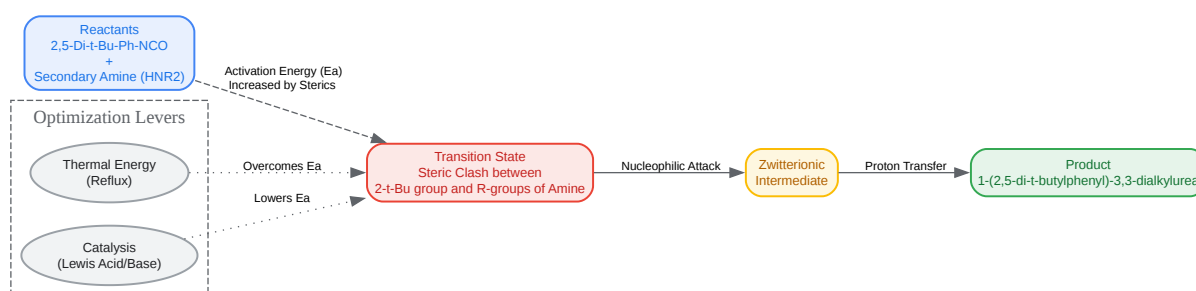 Reactants
2,5-Di-t-Bu-Ph-NCO
+
Secondary Amine (HNR2)
Activation Energy (Ea)
Increased by Sterics
Optimization Levers
Thermal Energy
(Reflux)
Overcomes Ea
Lowers Ea
Catalysis
(Lewis Acid/Base)
Transition State
Steric Clash between
2-t-Bu group and R-groups of Amine
Nucleophilic Attack
Zwitterionic
Intermediate
Proton Transfer
Product
1-(2,5-di-t-butylphenyl)-3,3-dialkylurea